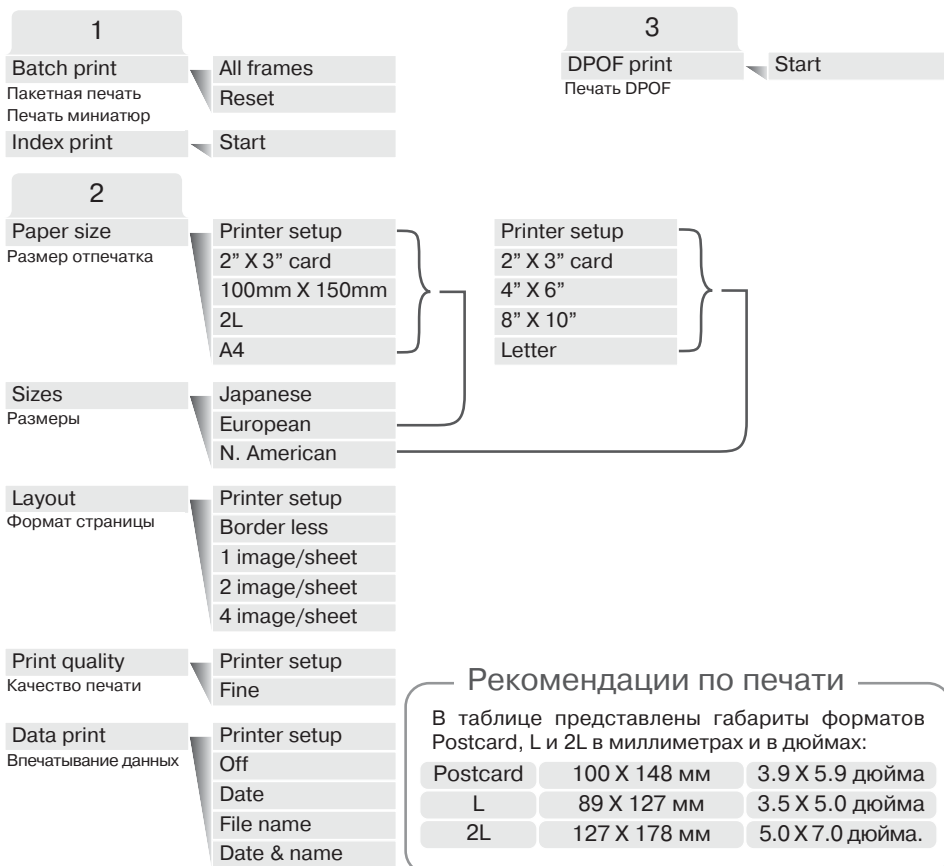 1
Batch print
Пакетная печать
Печать миниатюр
All frames
Reset
Index print
Start
3
DPOF print
Печать DPOF
Start
2
Paper size
Размер отпечатка
Printer setup
2” X 3” card
100mm X 150mm
2L
A4
Printer setup
2” X 3” card
4” X 6”
8” X 10”
Letter
Sizes
Размеры
Japanese
European
N. American
Layout
Формат страницы
Printer setup
Border less
1 image/sheet
2 image/sheet
4 image/sheet
Print quality
Качество печати
Printer setup
Fine
Data print
Впечатывание данных
Printer setup
Off
Date
File name
Date & name
Рекомендации по печати
В таблице представлены габариты форматов
Postcard, L и 2L в миллиметрах и в дюймах:
Postcard 100 X 148 мм 3.9 X 5.9 дюйма
L 89 X 127 мм 3.5 X 5.0 дюйма
2L 127 X 178 мм 5.0 X 7.0 дюйма.